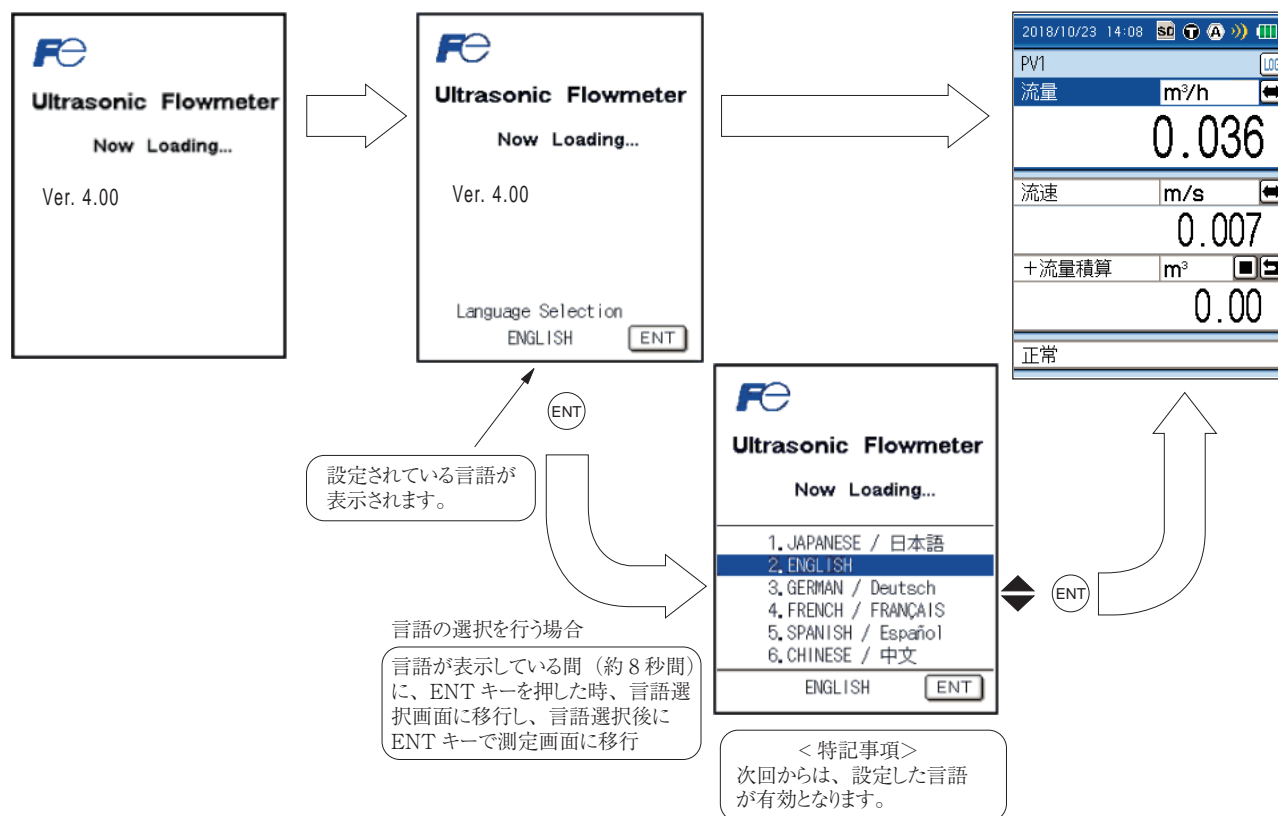 Fe
Ultrasonic Flowmeter
Now Loading...
Ver. 4.00
Fe
Ultrasonic Flowmeter
Now Loading...
Ver. 4.00
Language Selection
ENGLISH ENT
2018/10/23 14:08 SD T A
PV1 LOG
流量 m³/h
0.036
流速 m/s
0.007
+流量積算 m³
0.00
正常
ENT
設定されている言語が
表示されます。
Fe
Ultrasonic Flowmeter
Now Loading...
1. JAPANESE / 日本語
2. ENGLISH
3. GERMAN / Deutsch
4. FRENCH / FRANÇAIS
5. SPANISH / Español
6. CHINESE / 中文
ENGLISH ENT
ENT
言語の選択を行う場合
言語が表示している間(約8秒間)
に、ENT キーを押した時、言語選
択画面に移行し、言語選択後に
ENT キーで測定画面に移行
<特記事項>
次回からは、設定した言語
が有効となります。